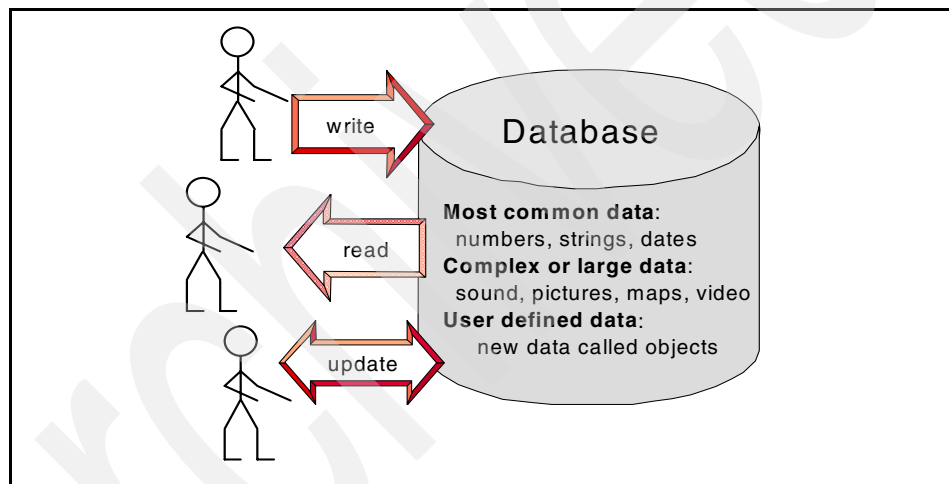 write
Database
read
Most common data:
numbers, strings, dates
Complex or large data:
sound, pictures, maps, video
User defined data:
new data called objects
update